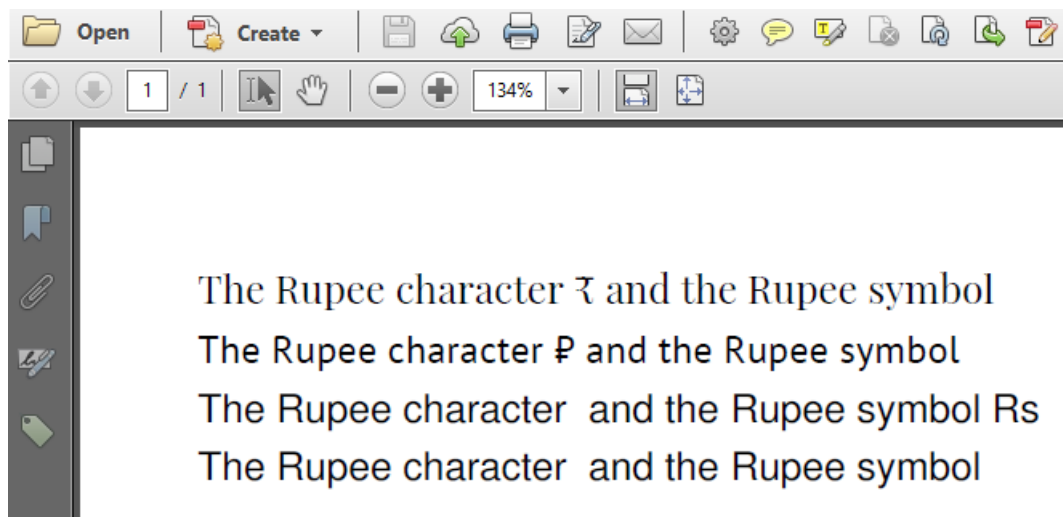 Open
Create
1 / 1
134%
The Rupee character ₹ and the Rupee symbol
The Rupee character ₽ and the Rupee symbol
The Rupee character  and the Rupee symbol Rs
The Rupee character  and the Rupee symbol